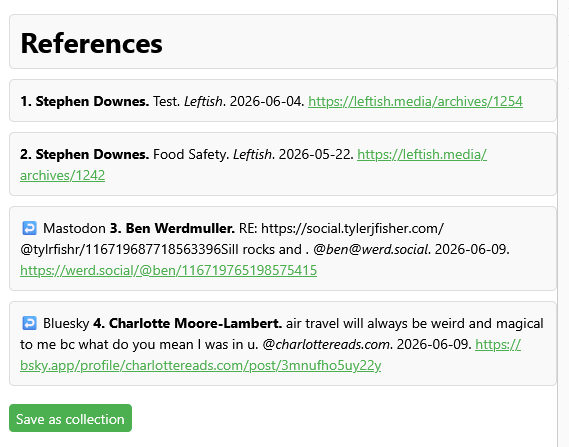 References
1. Stephen Downes. Test. Leftish. 2026-06-04. https://leftish.media/archives/1254
2. Stephen Downes. Food Safety. Leftish. 2026-05-22. https://leftish.media/
archives/1242
Mastodon 3. Ben Werdmuller. RE: https://social.tylerjfisher.com/
@tylrfishr/116719687718563396Sill rocks and . @ben@werd.social. 2026-06-09.
https://werd.social/@ben/116719765198575415
Bluesky 4. Charlotte Moore-Lambert. air travel will always be weird and magical
to me bc what do you mean I was in u. @charlottereads.com. 2026-06-09. https://
bsky.app/profile/charlottereads.com/post/3mnufho5uy22y
Save as collection